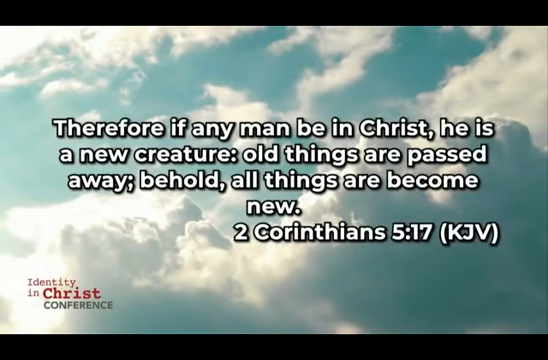 Therefore if any man be in Christ, he is
a new creature: old things are passed
away; behold, all things are become
new.
2 Corinthians 5:17 (KJV)
Identity
in Christ
CONFERENCE